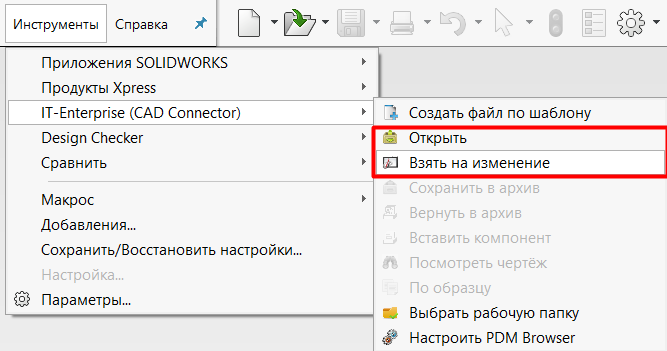 Инструменты Справка
Приложения SOLIDWORKS
Продукты Xpress
IT-Enterprise (CAD Connector)
Design Checker
Сравнить
Макрос
Добавления...
Сохранить/Восстановить настройки...
Настройка...
Параметры...
Создать файл по шаблону
Открыть
Взять на изменение
Сохранить в архив
Вернуть в архив
Вставить компонент
Посмотреть чертёж
По образцу
Выбрать рабочую папку
Настроить PDM Browser